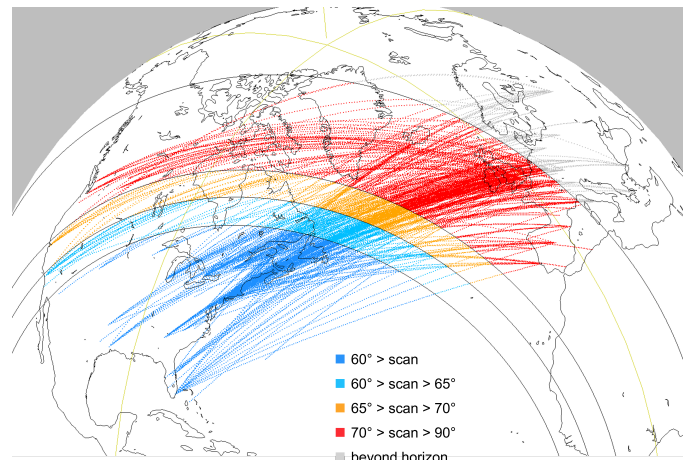 60° > scan
60° > scan > 65°
65° > scan > 70°
70° > scan > 90°
beyond horizon